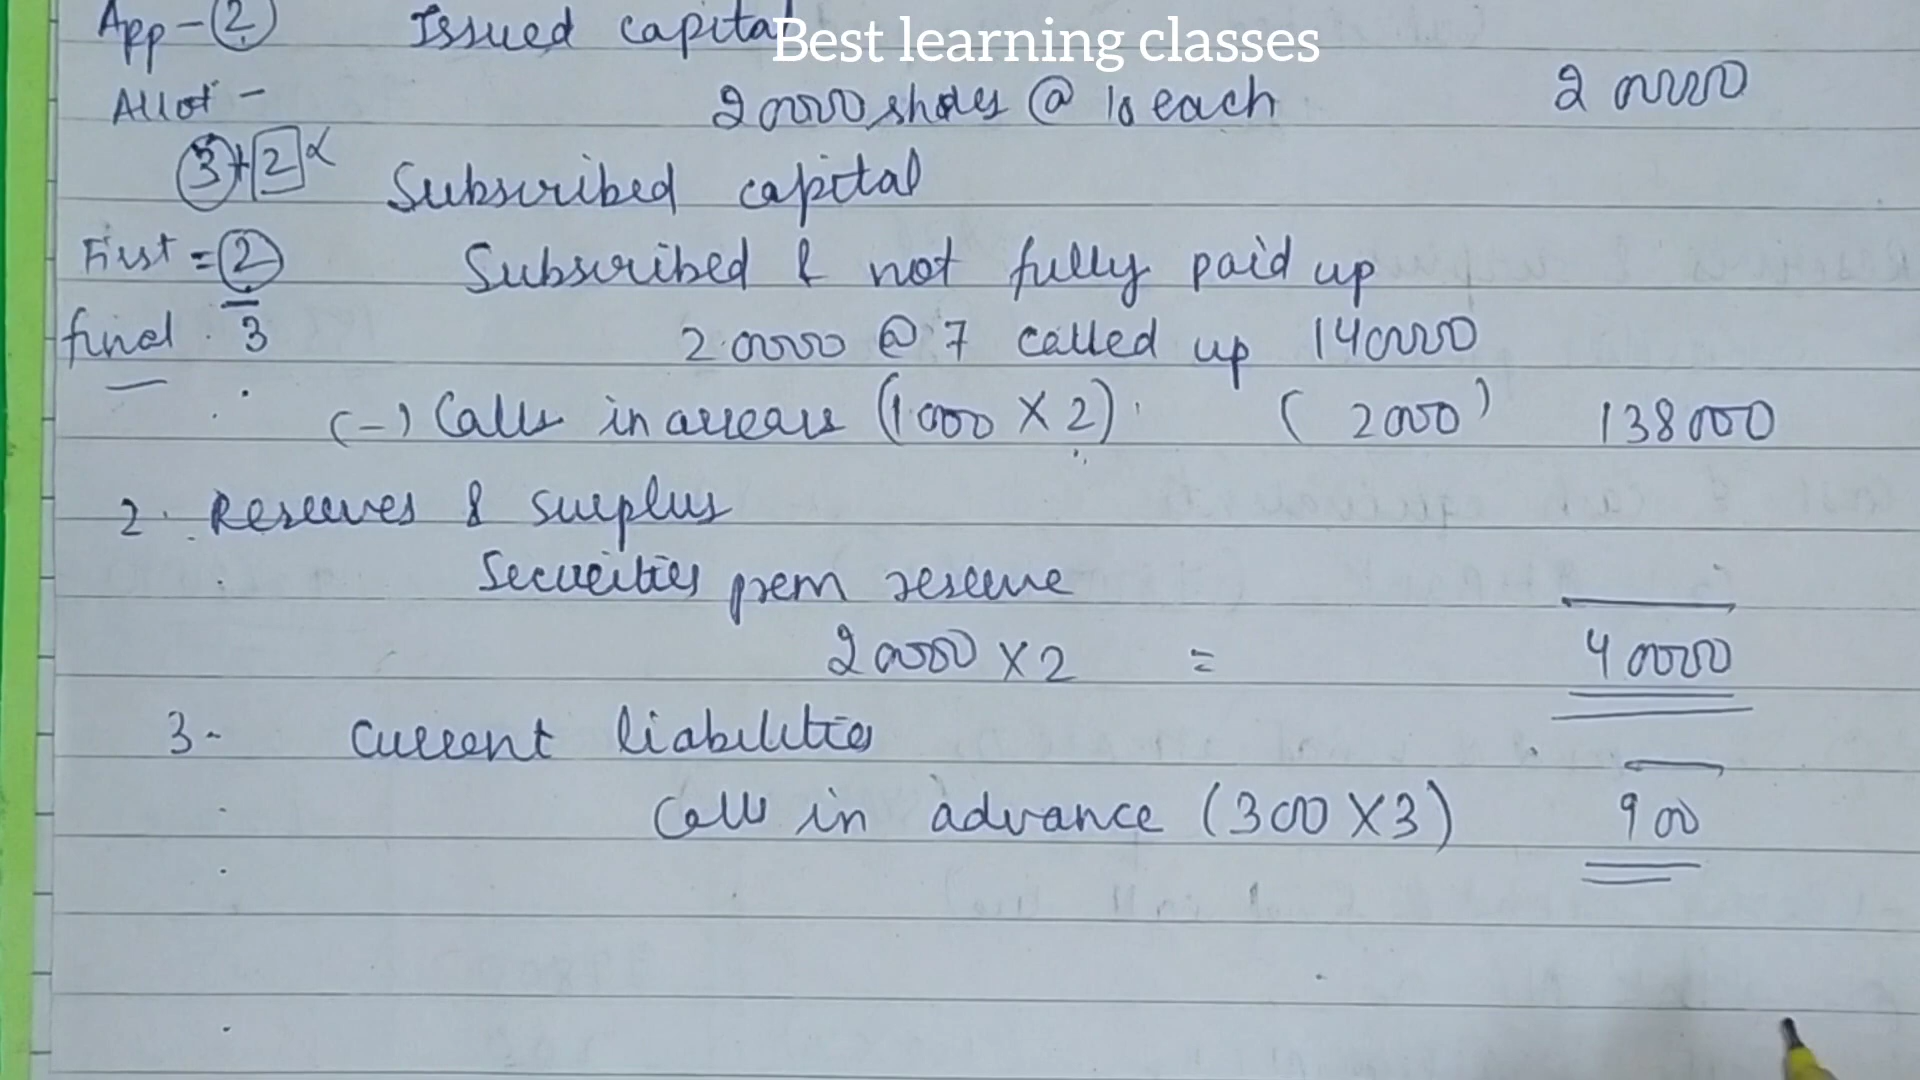 App - 2 Issued capital
Best learning classes
Allot - 20000 shares @ 10 each 200000
3+2
Subscribed capital
First = 2 Subscribed & not fully paid up
final 3 20000 @ 7 called up 140000
(-) Calls in arrears (1000 X 2) (2000) 138000
2. Reserves & surplus
Securities prem reserve
20000 X 2 = 40000
3- Current liabilities
Calls in advance (300 X 3) 900